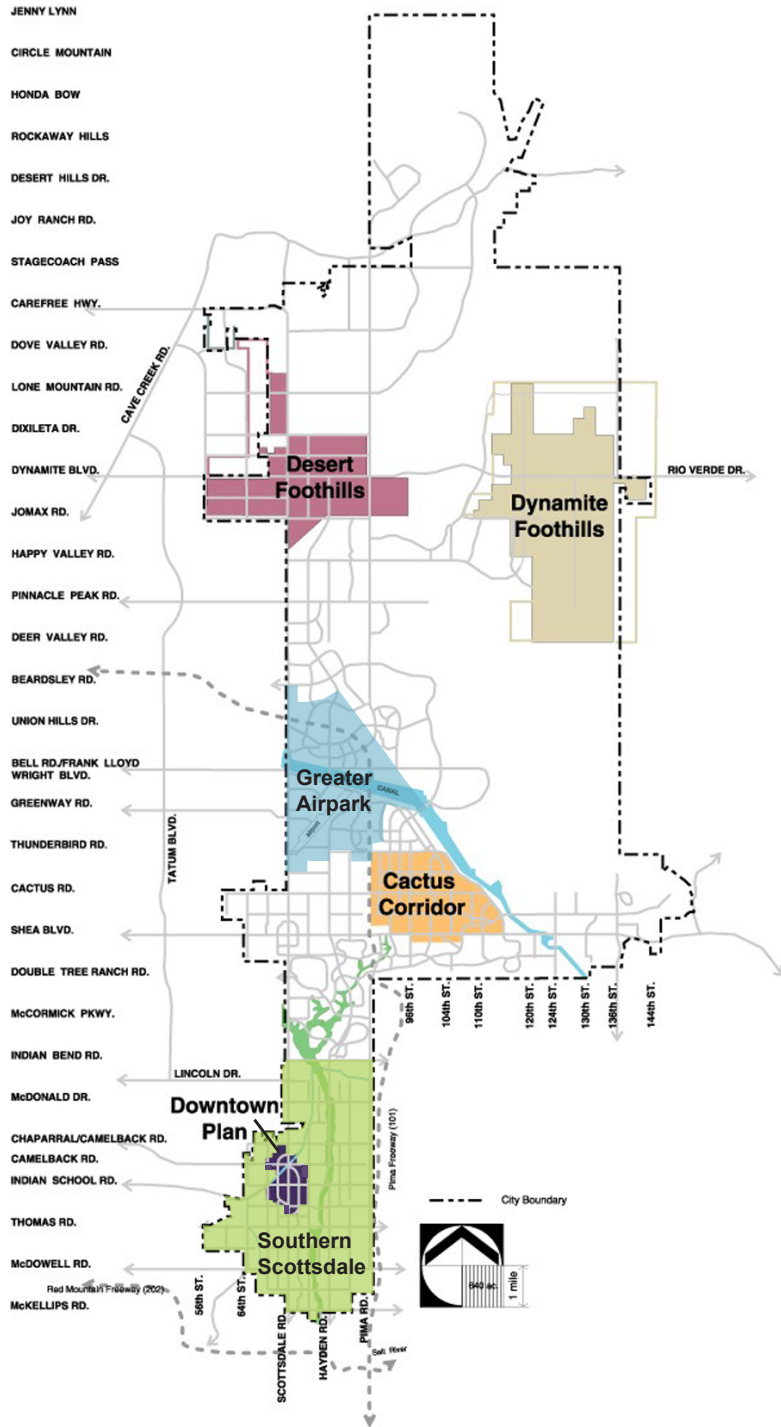 JENNY LYNN
CIRCLE MOUNTAIN
HONDA BOW
ROCKAWAY HILLS
DESERT HILLS DR.
JOY RANCH RD.
STAGECOACH PASS
CAREFREE HWY.
DOVE VALLEY RD.
CAVE CREEK RD.
LONE MOUNTAIN RD.
DIXILETA DR.
DYNAMITE BLVD.
RIO VERDE DR.
Desert
Foothills
Dynamite
Foothills
JOMAX RD.
HAPPY VALLEY RD.
PINNACLE PEAK RD.
DEER VALLEY RD.
BEARDSLEY RD.
UNION HILLS DR.
BELL RD./FRANK LLOYD
WRIGHT BLVD.
Greater
Airpark
CANAL
airport
GREENWAY RD.
TATUM BLVD.
THUNDERBIRD RD.
CACTUS RD.
Cactus
Corridor
SHEA BLVD.
DOUBLE TREE RANCH RD.
96th ST.
104th ST.
110th ST.
120th ST.
124th ST.
130th ST.
136th ST.
144th ST.
McCORMICK PKWY.
INDIAN BEND RD.
LINCOLN DR.
McDONALD DR.
Downtown
Plan
CHAPARRAL/CAMELBACK RD.
CAMELBACK RD.
INDIAN SCHOOL RD.
Pima Freeway (101)
City Boundary
THOMAS RD.
Southern
Scottsdale
McDOWELL RD.
640 ac.
1 mile
Red Mountain Freeway (202)
McKELLIPS RD.
56th ST.
64th ST.
SCOTTSDALE RD.
HAYDEN RD.
PIMA RD.
Salt River